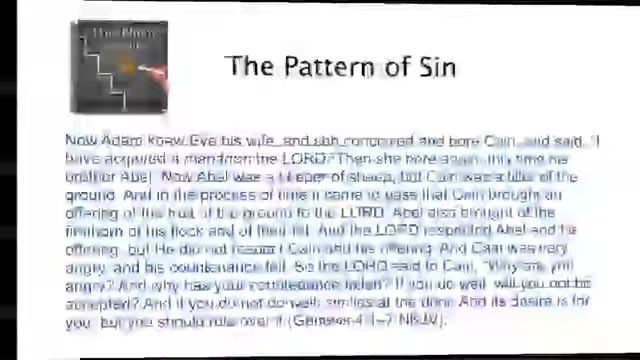 The Pattern of Sin
Now Adam knew Eve his wife, and she conceived and bore Cain, and said, "I
have acquired a man from the LORD." Then she bore again, this time his
brother Abel. Now Abel was a keeper of sheep, but Cain was a tiller of the
ground. And in the process of time it came to pass that Cain brought an
offering of the fruit of the ground to the LORD. Abel also brought of the
firstborn of his flock and of their fat. And the LORD respected Abel and his
offering, but He did not respect Cain and his offering. And Cain was very
angry, and his countenance fell. So the LORD said to Cain, "Why are you
angry? And why has your countenance fallen? If you do well, will you not be
accepted? And if you do not do well, sin lies at the door. And its desire is for
you, but you should rule over it (Genesis 4:1–7 NKJV).